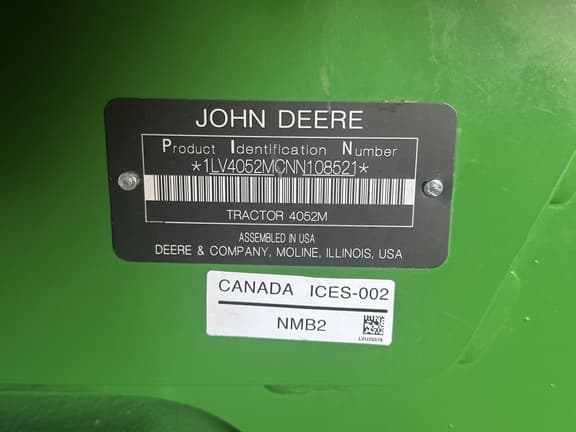 JOHN DEERE
Product Identification Number
*1LV4052MCNN108521*
TRACTOR 4052M
ASSEMBLED IN USA
DEERE & COMPANY, MOLINE, ILLINOIS, USA
CANADA ICES-002
NMB2